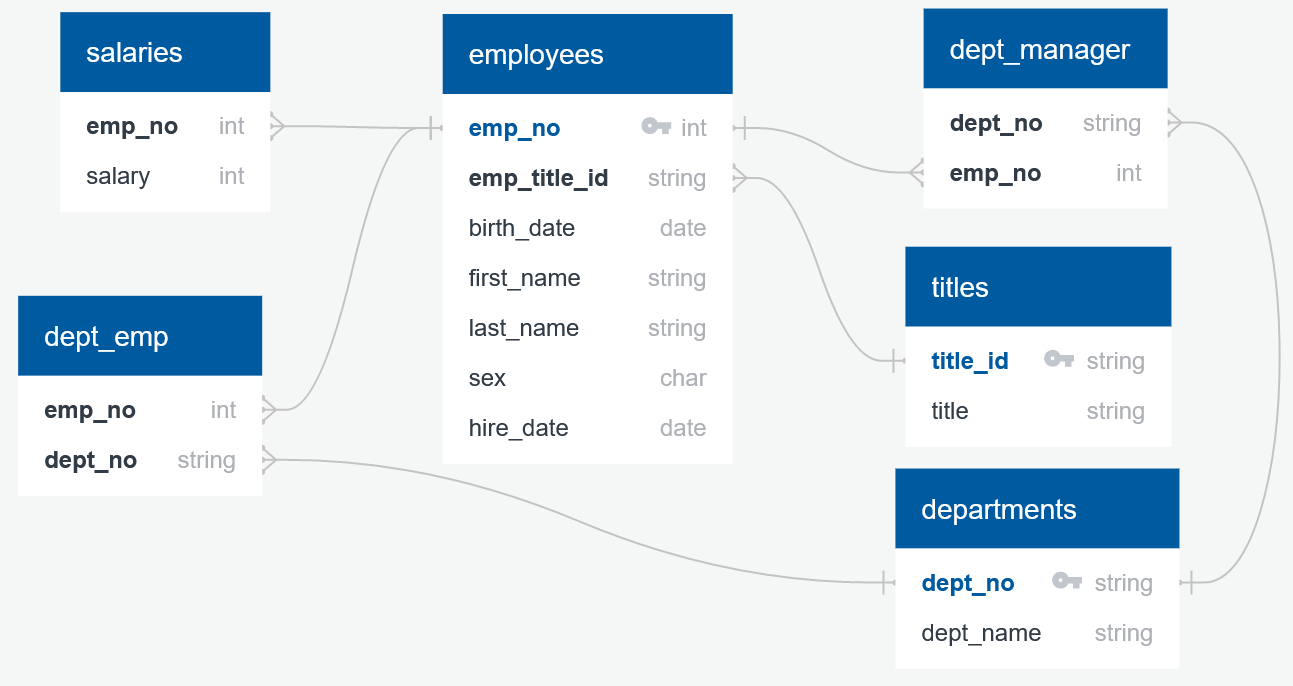 salaries
emp_no int
salary int
employees
emp_no int
emp_title_id string
birth_date date
first_name string
last_name string
sex char
hire_date date
dept_manager
dept_no string
emp_no int
titles
title_id string
title string
dept_emp
emp_no int
dept_no string
departments
dept_no string
dept_name string